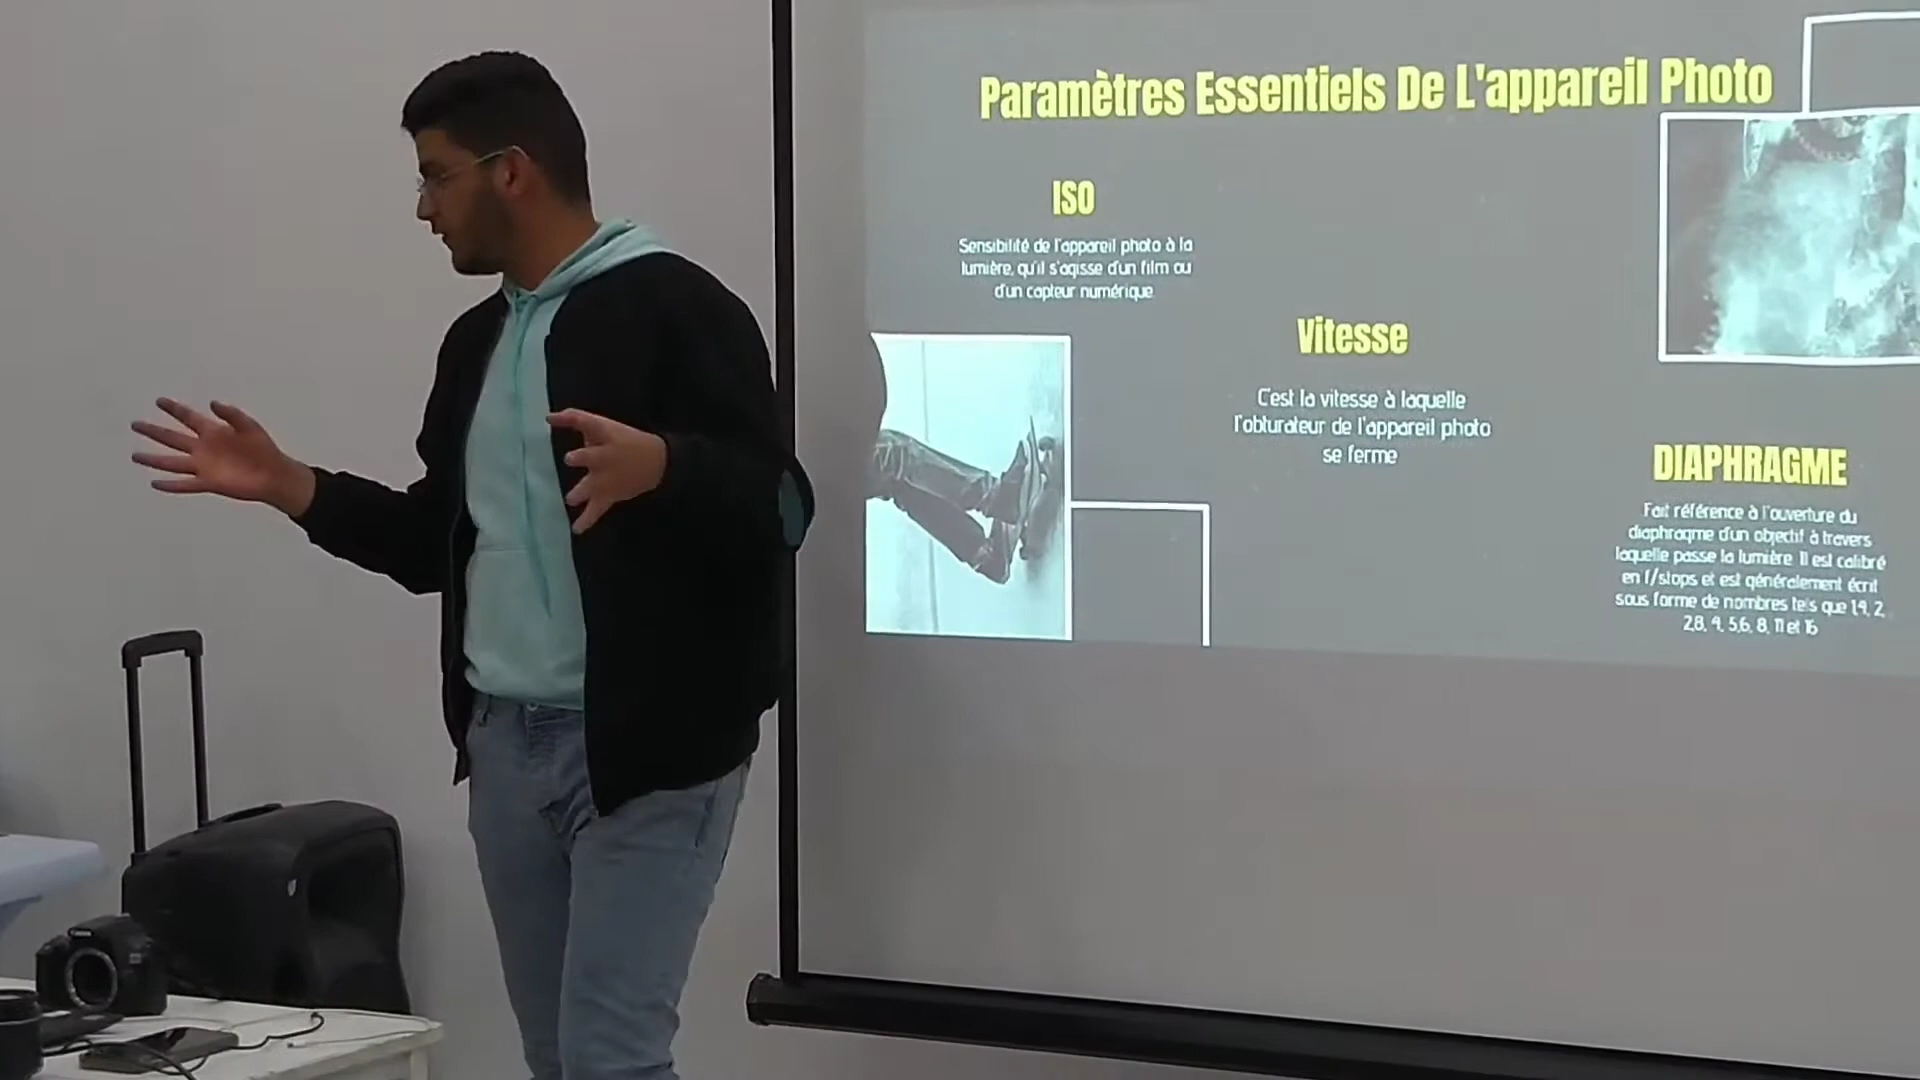 Paramètres Essentiels De L'appareil Photo
ISO
Sensibilité de l'appareil photo à la
lumière, qu'il s'agisse d'un film ou
d'un capteur numérique
Vitesse
C'est la vitesse à laquelle
l'obturateur de l'appareil photo
se ferme
DIAPHRAGME
Fait référence à l'ouverture du
diaphragme d'un objectif à travers
laquelle passe la lumière Il est calibré
en f/stops et est généralement écrit
sous forme de nombres tels que 1.4, 2,
2.8, 4, 5.6, 8, 11 et 16
Canon